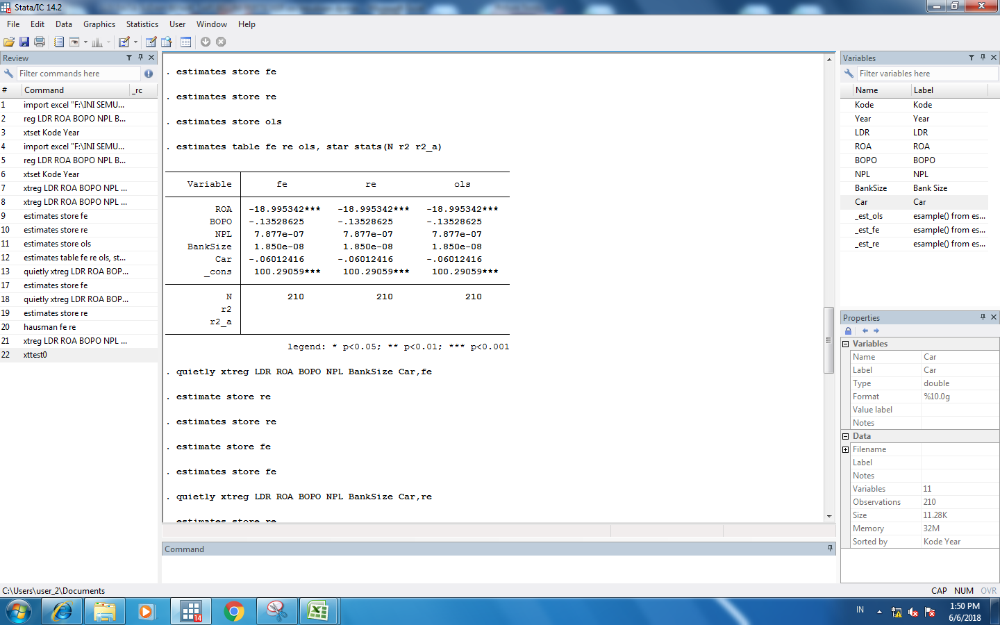 Stata/IC 14.2
File Edit Data Graphics Statistics User Window Help
Review
Filter commands here
# Command _rc
1 import excel "F:\INI SEMU...
2 reg LDR ROA BOPO NPL B...
3 xtset Kode Year
4 import excel "F:\INI SEMU...
5 reg LDR ROA BOPO NPL B...
6 xtset Kode Year
7 xtreg LDR ROA BOPO NPL ...
8 xtreg LDR ROA BOPO NPL ...
9 estimates store fe
10 estimates store re
11 estimates store ols
12 estimates table fe re ols, st...
13 quietly xtreg LDR ROA BOP...
17 estimates store fe
18 quietly xtreg LDR ROA BOP...
19 estimates store re
20 hausman fe re
21 xtreg LDR ROA BOPO NPL ...
22 xttest0
. estimates store fe
. estimates store re
. estimates store ols
. estimates table fe re ols, star stats(N r2 r2_a)
Variable fe re ols
ROA -18.995342*** -18.995342*** -18.995342***
BOPO -.13528625 -.13528625 -.13528625
NPL 7.877e-07 7.877e-07 7.877e-07
BankSize 1.850e-08 1.850e-08 1.850e-08
Car -.06012416 -.06012416 -.06012416
_cons 100.29059*** 100.29059*** 100.29059***
N 210 210 210
r2
r2_a
legend: * p<0.05; ** p<0.01; *** p<0.001
. quietly xtreg LDR ROA BOPO NPL BankSize Car,fe
. estimate store re
. estimates store re
. estimate store fe
. estimates store fe
. quietly xtreg LDR ROA BOPO NPL BankSize Car,re
. estimates store re
Command
Variables
Filter variables here
Name Label
Kode Kode
Year Year
LDR LDR
ROA ROA
BOPO BOPO
NPL NPL
BankSize Bank Size
Car Car
_est_ols esample() from es...
_est_fe esample() from es...
_est_re esample() from es...
Properties
Variables
Name Car
Label Car
Type double
Format %10.0g
Value label
Notes
Data
Filename
Label
Notes
Variables 11
Observations 210
Size 11.28K
Memory 32M
Sorted by Kode Year
C:\Users\user_2\Documents
CAP NUM OVR
14
IN
1:50 PM
6/6/2018